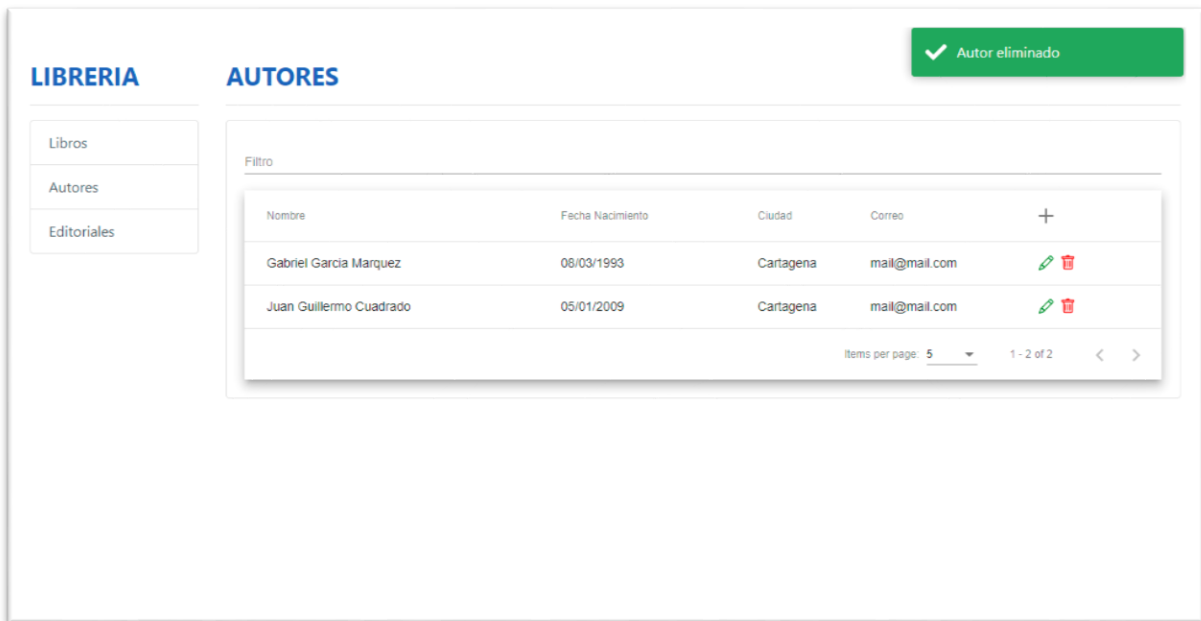 Autor eliminado
LIBRERIA
AUTORES
Libros
Autores
Editoriales
Filtro
Nombre Fecha Nacimiento Ciudad Correo
Gabriel Garcia Marquez 08/03/1993 Cartagena mail@mail.com
Juan Guillermo Cuadrado 05/01/2009 Cartagena mail@mail.com
Items per page: 5 1 - 2 of 2